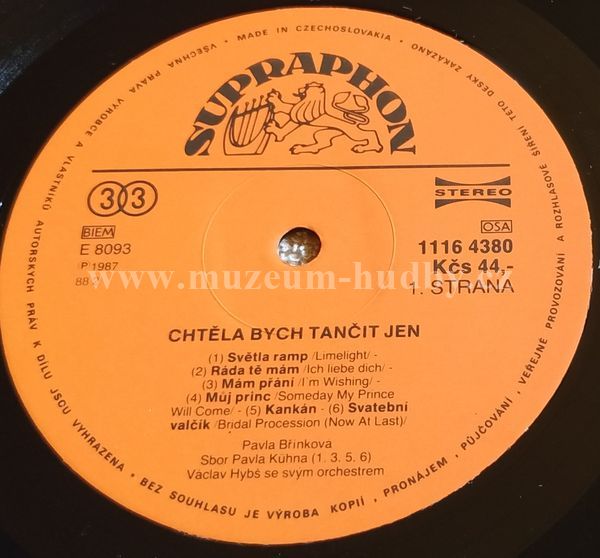 VŠECHNA PRÁVA VÝROBCE A VLASTNÍKŮ AUTORSKÝCH PRÁV K DÍLU JSOU VYHRAZENA • BEZ SOUHLASU JE VÝROBA KOPIÍ, PRONÁJEM, PŮJČOVÁNÍ, VEŘEJNÉ PROVOZOVÁNÍ A ROZHLASOVÉ ŠÍŘENÍ TÉTO DESKY ZAKÁZÁNO • MADE IN CZECHOSLOVAKIA •
SUPRAPHON
33
STEREO
BIEM
OSA
E 8093
1116 4380
Ⓟ 1987
Kčs 44,-
1. STRANA
www.muzeum-hudby.cz
CHTĚLA BYCH TANČIT JEN
(1) Světla ramp /Limelight/ -
(2) Ráda tě mám /Ich liebe dich/ -
(3) Mám přání /I'm Wishing/ -
(4) Můj princ /Someday My Prince
Will Come/ - (5) Kankán - (6) Svatební
valčík /Bridal Procession (Now At Last)/
Pavla Břínková
Sbor Pavla Kühna (1. 3. 5. 6)
Václav Hybš se svým orchestrem